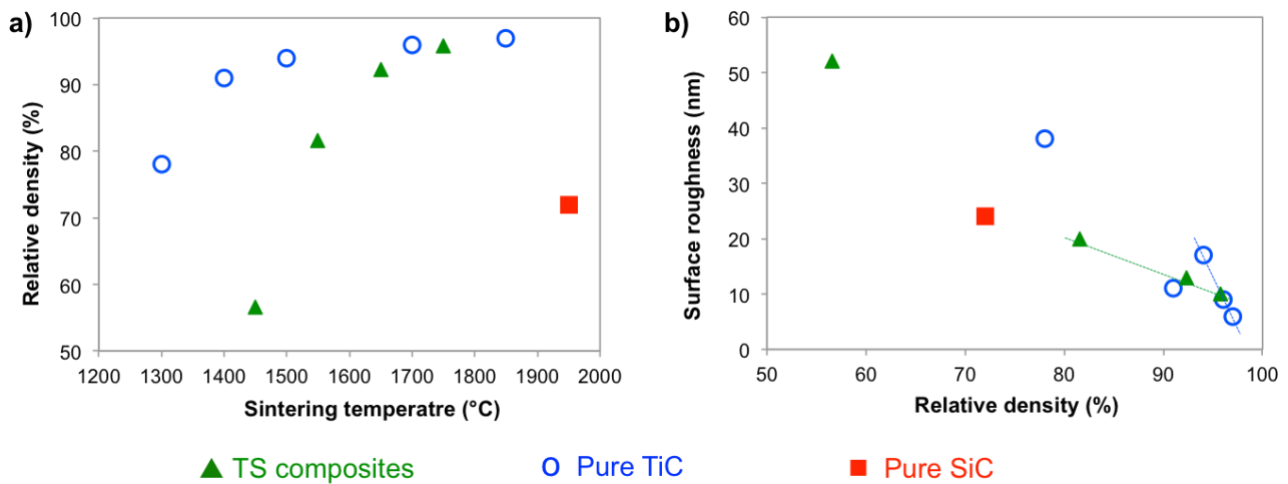 a)
Relative density (%)
100
90
80
70
60
50
1200 1300 1400 1500 1600 1700 1800 1900 2000
Sintering temperatre (°C)
b)
Surface roughness (nm)
60
50
40
30
20
10
0
50 60 70 80 90 100
Relative density (%)
TS composites Pure TiC Pure SiC